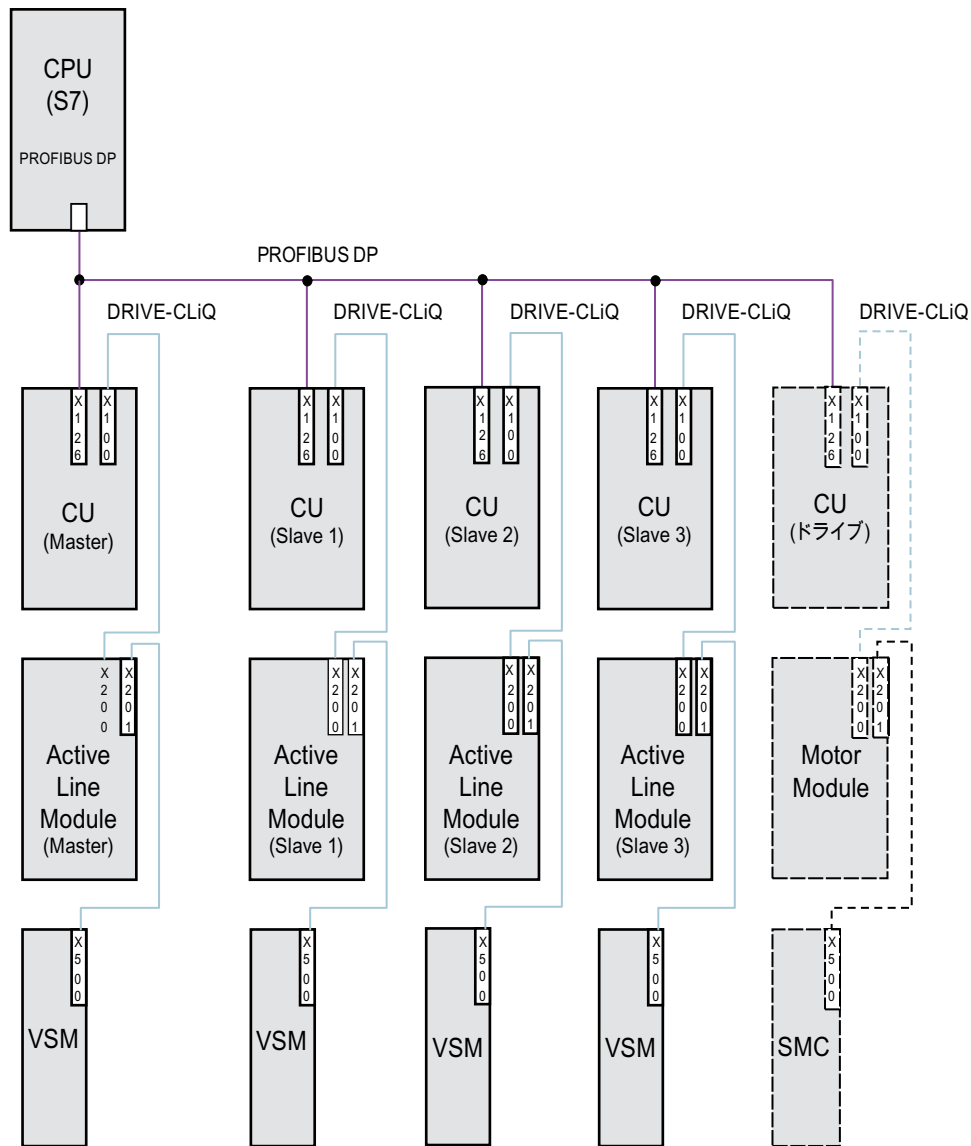 CPU
(S7)
PROFIBUS DP
PROFIBUS DP
DRIVE-CLiQ
DRIVE-CLiQ
DRIVE-CLiQ
DRIVE-CLiQ
DRIVE-CLiQ
X126
X100
X126
X100
X126
X100
X126
X100
X126
X100
CU
(Master)
CU
(Slave 1)
CU
(Slave 2)
CU
(Slave 3)
CU
(ドライブ)
X200
X201
X200
X201
X200
X201
X200
X201
X200
X201
Active
Line
Module
(Master)
Active
Line
Module
(Slave 1)
Active
Line
Module
(Slave 2)
Active
Line
Module
(Slave 3)
Motor
Module
X500
X500
X500
X500
X500
VSM
VSM
VSM
VSM
SMC